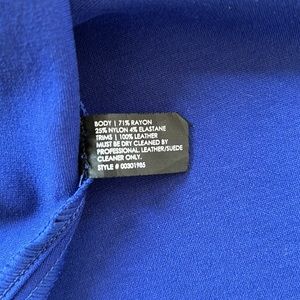 BODY | 71% RAYON
25% NYLON 4% ELASTANE
TRIMS | 100% LEATHER
MUST BE DRY CLEANED BY
PROFESSIONAL LEATHER/SUEDE
CLEANER ONLY.
STYLE # 00301985